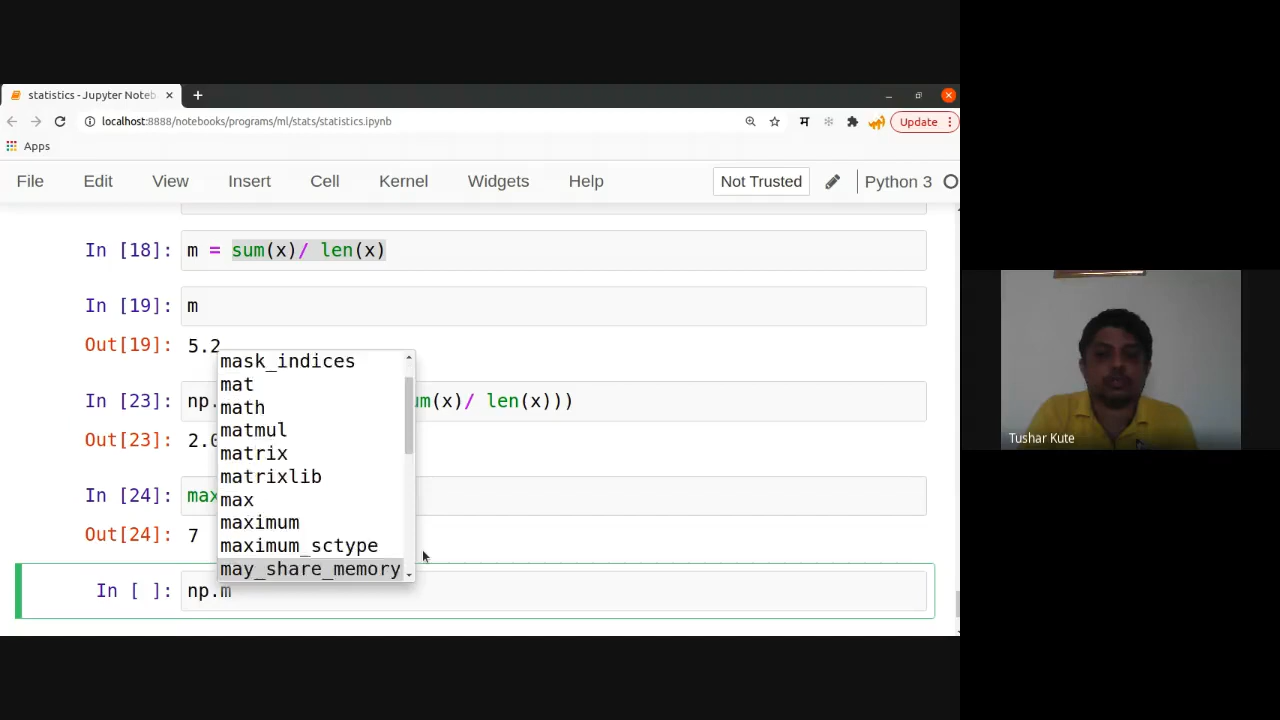 statistics - Jupyter Noteb
localhost:8888/notebooks/programs/ml/stats/statistics.ipynb
म
Update
Apps
File Edit View Insert Cell Kernel Widgets Help Not Trusted Python 3
In [18]: m = sum(x)/ len(x)
In [19]: m
Out[19]: 5.2
mask_indices
mat
In [23]: np. um(x)/ len(x)))
math
matmul
Out[23]: 2.0
matrix
matrixlib
In [24]: max
max
maximum
Out[24]: 7
maximum_sctype
may_share_memory
In [ ]: np.m
Tushar Kute